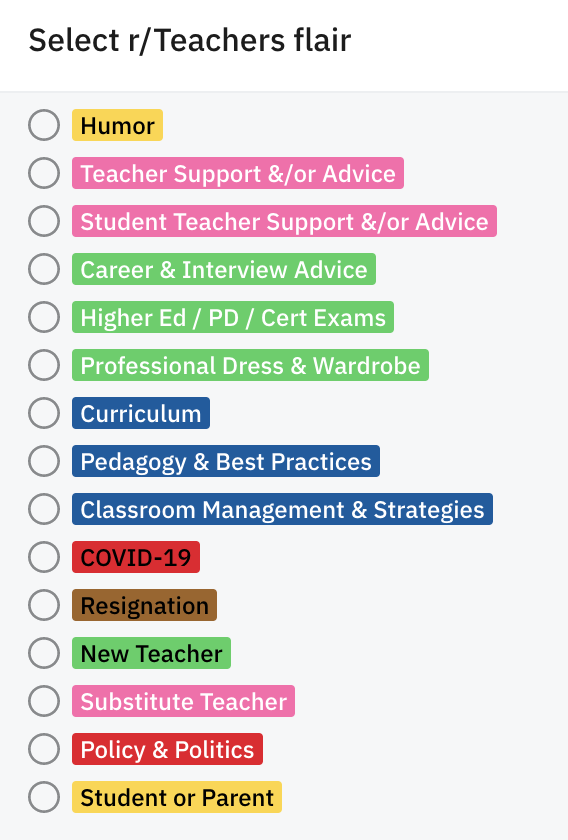 Select r/Teachers flair
Humor
Teacher Support &/or Advice
Student Teacher Support &/or Advice
Career & Interview Advice
Higher Ed / PD / Cert Exams
Professional Dress & Wardrobe
Curriculum
Pedagogy & Best Practices
Classroom Management & Strategies
COVID-19
Resignation
New Teacher
Substitute Teacher
Policy & Politics
Student or Parent